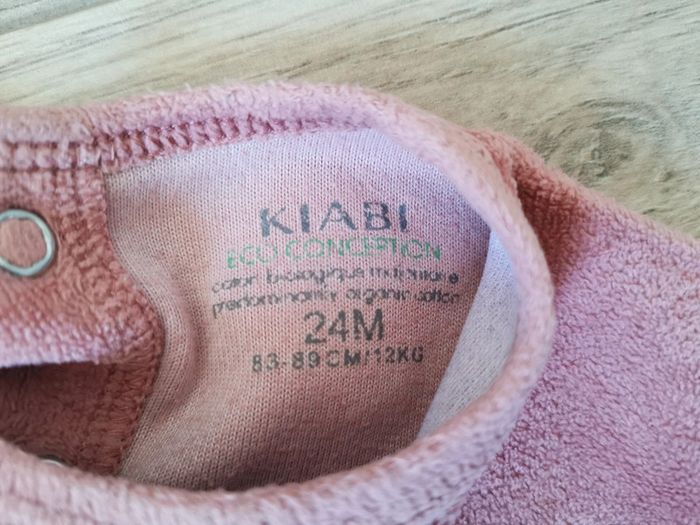 KIABI
ECO CONCEPTION
coton biologique majoritaire
predominantly organic cotton
24M
83-89 CM/12KG